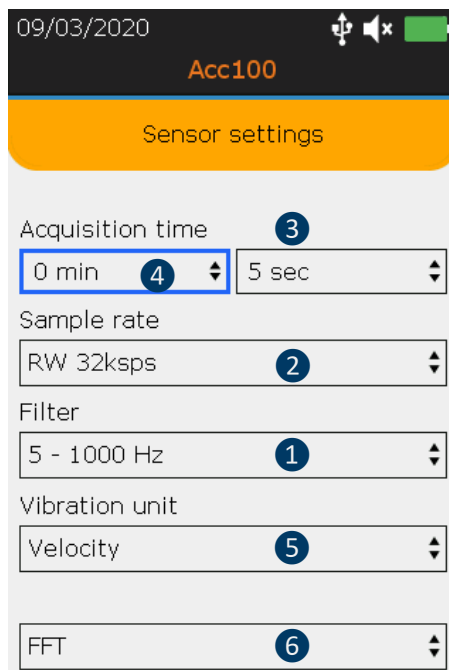 09/03/2020
Acc100
Sensor settings
Acquisition time 3
0 min 4 5 sec
Sample rate
RW 32ksps 2
Filter
5 - 1000 Hz 1
Vibration unit
Velocity 5
FFT 6